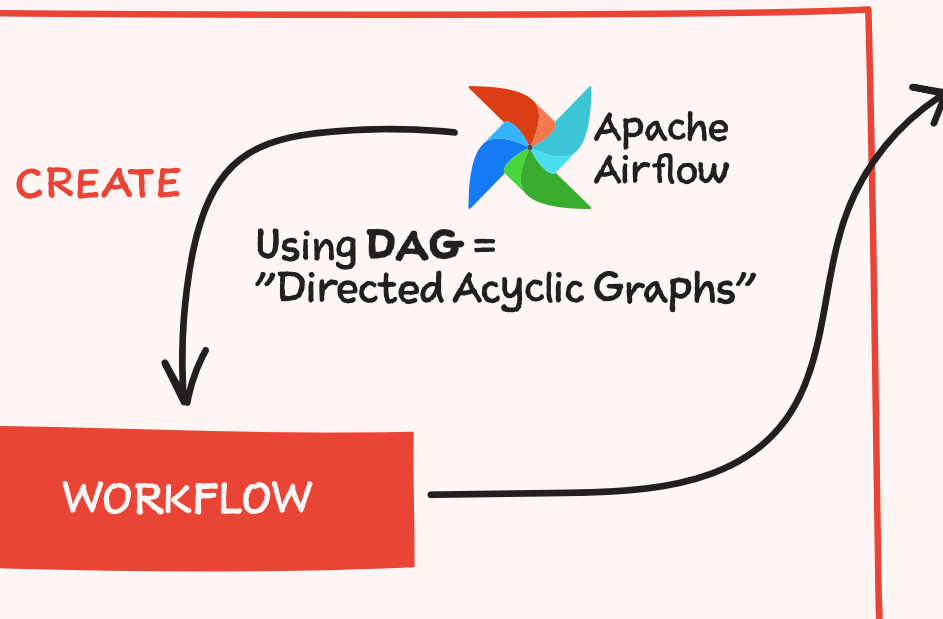 Apache
Airflow
CREATE
Using DAG =
"Directed Acyclic Graphs"
WORKFLOW